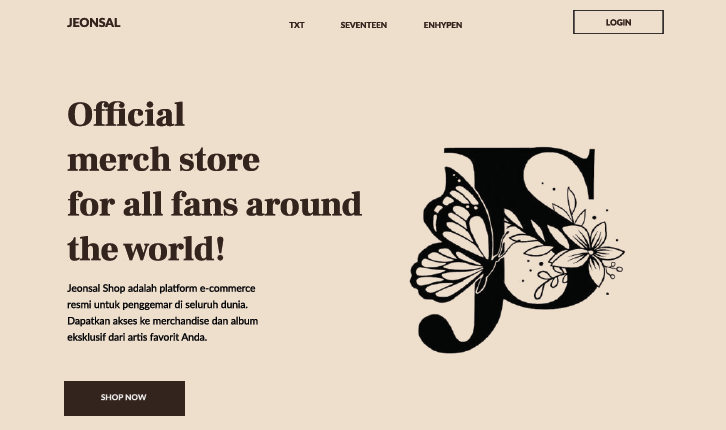 JEONSAL
TXT
SEVENTEEN
ENHYPEN
LOGIN
Official
merch store
for all fans around
the world!
Jeonsal Shop adalah platform e-commerce
resmi untuk penggemar di seluruh dunia.
Dapatkan akses ke merchandise dan album
eksklusif dari artis favorit Anda.
SHOP NOW
JS